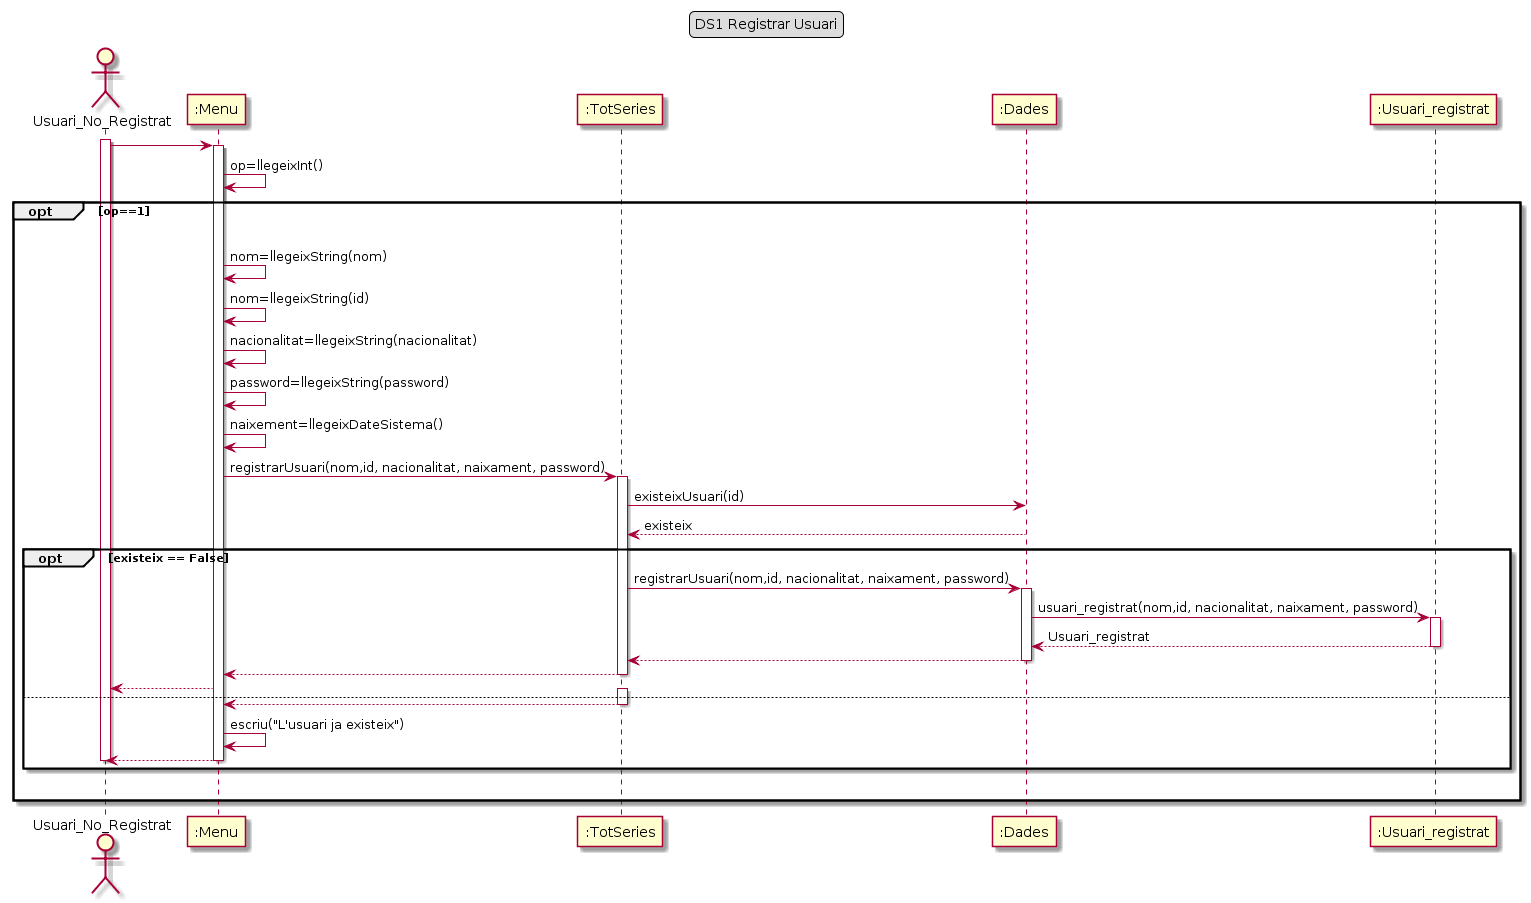 DS1 Registrar Usuari
Usuari_No_Registrat
:Menu
:TotSeries
:Dades
:Usuari_registrat
op=llegeixInt()
opt
[op==1]
nom=llegeixString(nom)
nom=llegeixString(id)
nacionalitat=llegeixString(nacionalitat)
password=llegeixString(password)
naixement=llegeixDateSistema()
registrarUsuari(nom,id, nacionalitat, naixament, password)
existeixUsuari(id)
existeix
opt
[existeix == False]
registrarUsuari(nom,id, nacionalitat, naixament, password)
usuari_registrat(nom,id, nacionalitat, naixament, password)
Usuari_registrat
escriu("L'usuari ja existeix")
Usuari_No_Registrat
:Menu
:TotSeries
:Dades
:Usuari_registrat